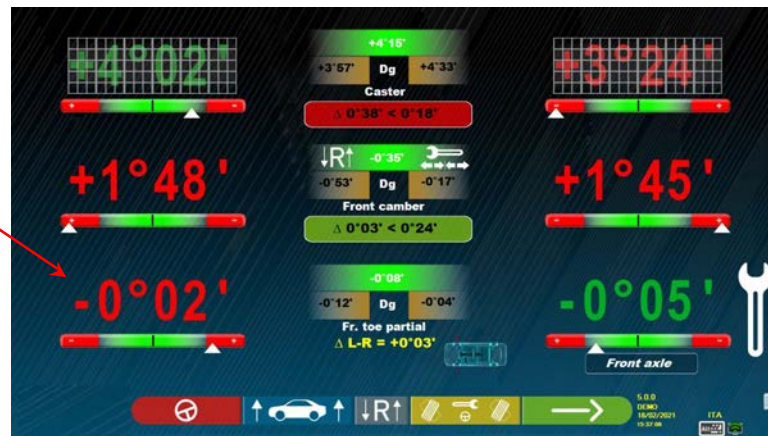 +4°02'
+4°15'
+3°57' Dg +4°33'
Caster
Δ 0°38' < 0°18'
+3°24'
+ -
+ -
+1°48'
↓R↑ -0°35'
-0°53' Dg -0°17'
Front camber
Δ 0°03' < 0°24'
+1°45'
+ -
+ -
-0°02'
-0°08'
-0°12' Dg -0°04'
Fr. toe partial
Δ L-R = +0°03'
-0°05'
- +
- +
Front axle
↓R↑
5.0.0
DEMO
18/02/2021
15:37:08
ITA